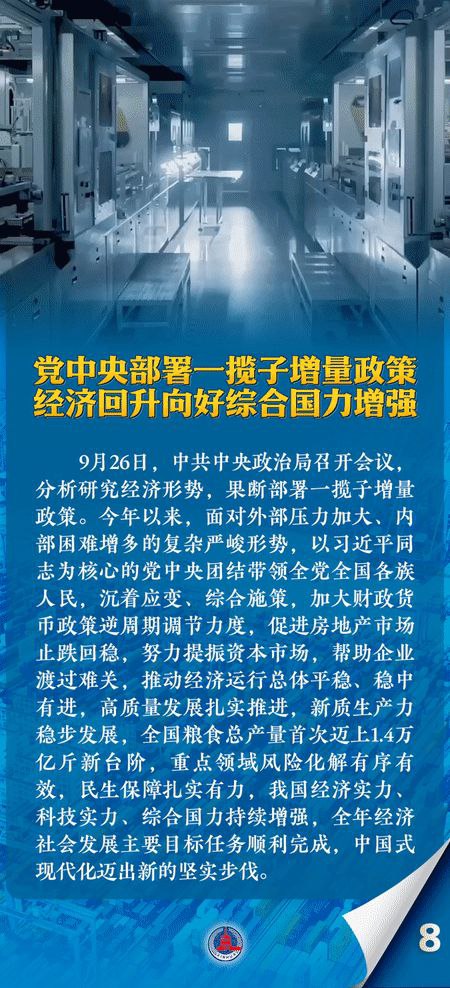 党中央部署一揽子增量政策
经济回升向好综合国力增强
9月26日，中共中央政治局召开会议，
分析研究经济形势，果断部署一揽子增量
政策。今年以来，面对外部压力加大、内
部困难增多的复杂严峻形势，以习近平同
志为核心的党中央团结带领全党全国各族
人民，沉着应变、综合施策，加大财政货
币政策逆周期调节力度，促进房地产市场
止跌回稳，努力提振资本市场，帮助企业
渡过难关，推动经济运行总体平稳、稳中
有进，高质量发展扎实推进，新质生产力
稳步发展，全国粮食总产量首次迈上1.4万
亿斤新台阶，重点领域风险化解有序有
效，民生保障扎实有力，我国经济实力、
科技实力、综合国力持续增强，全年经济
社会发展主要目标任务顺利完成，中国式
现代化迈出新的坚实步伐。
8